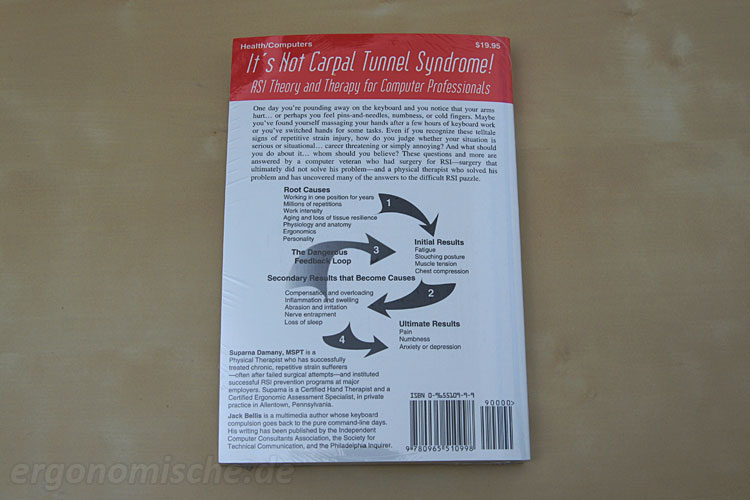 Health/Computers $19.95
It's Not Carpal Tunnel Syndrome!
RSI Theory and Therapy for Computer Professionals
One day you're pounding away on the keyboard and you notice that your arms
hurt... or perhaps you feel pins-and-needles, numbness, or cold fingers. Maybe
you've found yourself massaging your hands after a few hours of keyboard work
or you've switched hands for some tasks. Even if you recognize these telltale
signs of repetitive strain injury, how do you judge whether your situation is
serious or situational... career threatening or simply annoying? And what should
you do about it... whom should you believe? These questions and more are
answered by a computer veteran who had surgery for RSI—surgery that
ultimately did not solve his problem—and a physical therapist who solved his
problem and has uncovered many of the answers to the difficult RSI puzzle.
Root Causes
Working in one position for years
Millions of repetitions
Work intensity
Aging and loss of tissue resilience
Physiology and anatomy
Ergonomics
Personality
1
Initial Results
Fatigue
Slouching posture
Muscle tension
Chest compression
The Dangerous
Feedback Loop
3
Secondary Results that Become Causes
Compensation and overloading
Inflammation and swelling
Abrasion and irritation
Nerve entrapment
Loss of sleep
2
4
Ultimate Results
Pain
Numbness
Anxiety or depression
Suparna Damany, MSPT is a
Physical Therapist who has successfully
treated chronic, repetitive strain sufferers
—often after failed surgical attempts—and instituted
successful RSI prevention programs at major
employers. Suparna is a Certified Hand Therapist and a
Certified Ergonomic Assessment Specialist, in private
practice in Allentown, Pennsylvania.
Jack Bellis is a multimedia author whose keyboard
compulsion goes back to the pure command-line days.
His writing has been published by the Independent
Computer Consultants Association, the Society for
Technical Communication, and the Philadelphia Inquirer.
ISBN 0-9655109-9-9
90000>
9 780965 510998
ergonomische.de